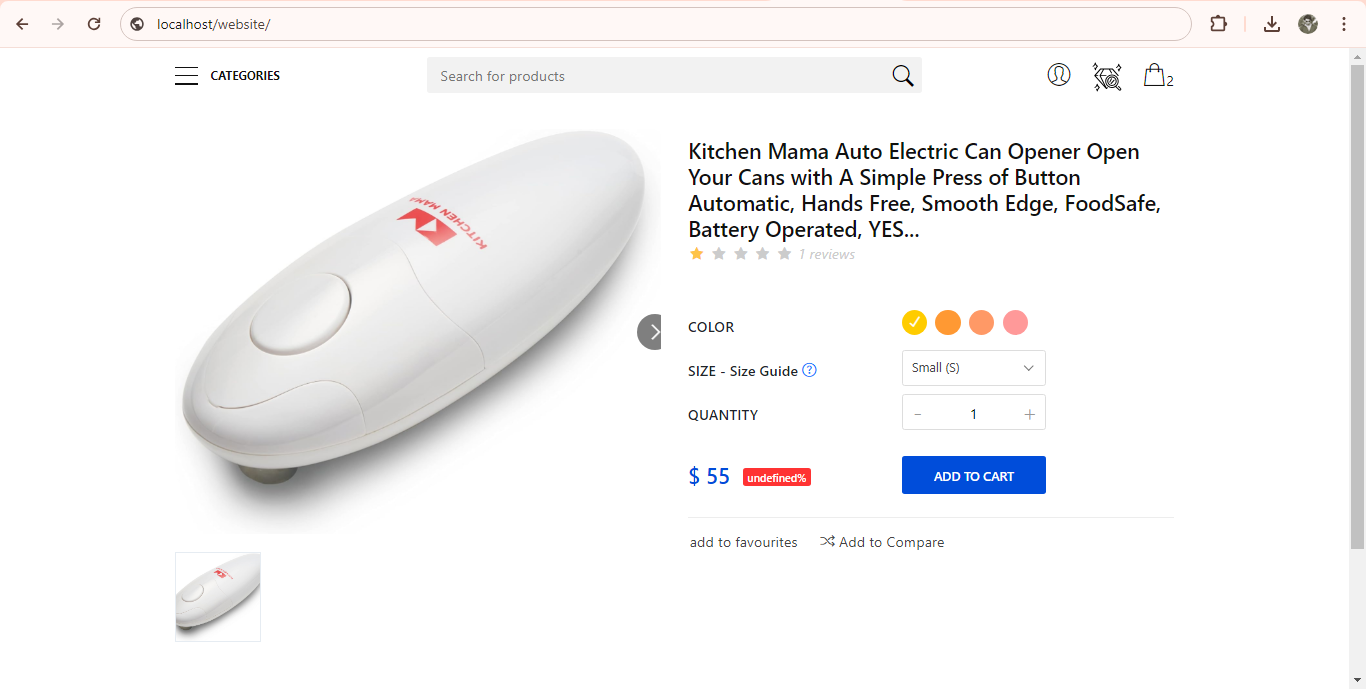 localhost/website/
CATEGORIES
Search for products
2
KITCHEN MAMA
Kitchen Mama Auto Electric Can Opener Open
Your Cans with A Simple Press of Button
Automatic, Hands Free, Smooth Edge, FoodSafe,
Battery Operated, YES...
1 reviews
COLOR
SIZE - Size Guide ?
Small (S)
QUANTITY
- 1 +
$ 55 undefined%
ADD TO CART
add to favourites Add to Compare